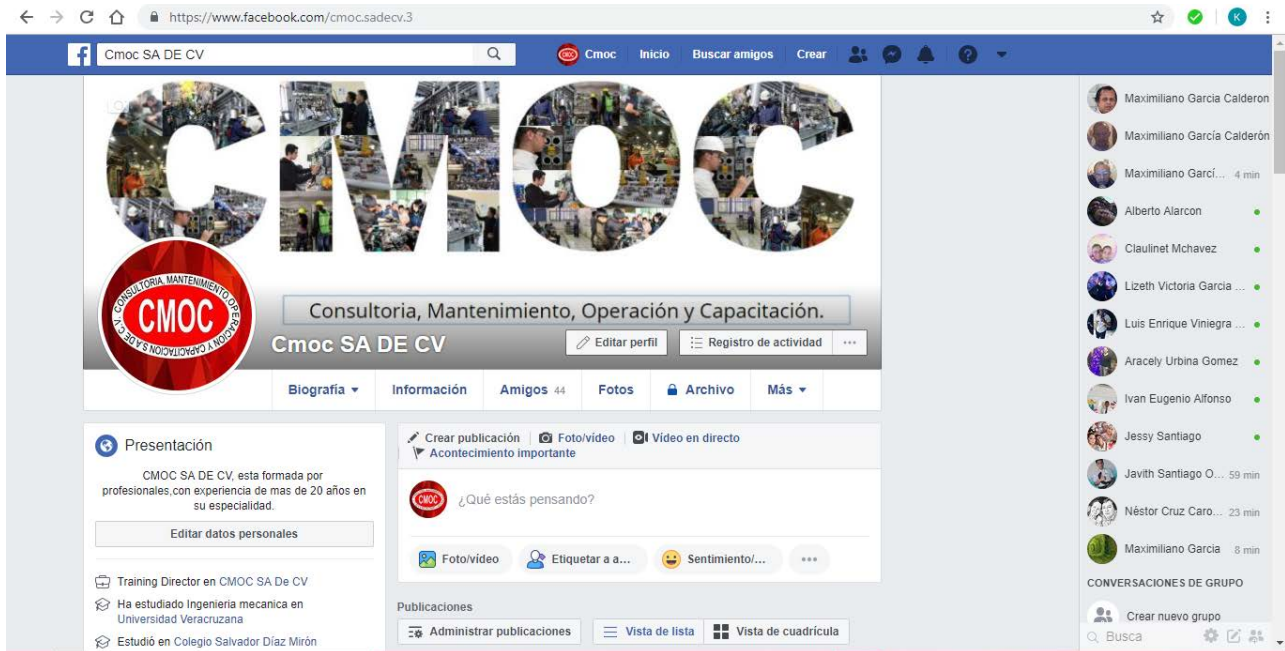 https://www.facebook.com/cmoc.sadecv.3
K
Cmoc SA DE CV
Cmoc Inicio Buscar amigos Crear
CMOC
Consultoria, Mantenimiento, Operación y Capacitación.
CONSULTORIA, MANTENIMIENTO, OPERACIÓN Y CAPACITACION S.A DE C.V.
CMOC
Cmoc SA DE CV
Editar perfil
Registro de actividad
Biografía
Información
Amigos 44
Fotos
Archivo
Más
Presentación
CMOC SA DE CV, esta formada por
profesionales,con experiencia de mas de 20 años en
su especialidad.
Editar datos personales
Training Director en CMOC SA De CV
Ha estudiado Ingenieria mecanica en
Universidad Veracruzana
Estudió en Colegio Salvador Díaz Mirón
Crear publicación
Foto/vídeo
Vídeo en directo
Acontecimiento importante
CMOC
¿Qué estás pensando?
Foto/vídeo
Etiquetar a a...
Sentimiento/...
Publicaciones
Administrar publicaciones
Vista de lista
Vista de cuadrícula
Maximiliano Garcia Calderon
Maximiliano García Calderón
Maximiliano Garcí... 4 min
Alberto Alarcon
Claulinet Mchavez
Lizeth Victoria Garcia ...
Luis Enrique Viniegra ...
Aracely Urbina Gomez
Ivan Eugenio Alfonso
Jessy Santiago
Javith Santiago O... 59 min
Néstor Cruz Caro... 23 min
Maximiliano Garcia 8 min
CONVERSACIONES DE GRUPO
Crear nuevo grupo
Busca